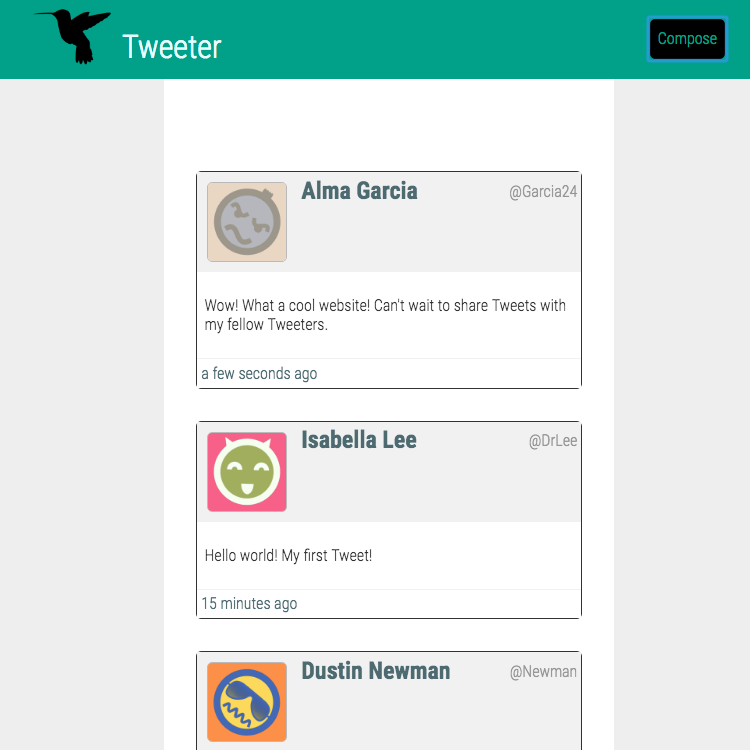 Tweeter
Compose
Alma Garcia
@Garcia24
Wow! What a cool website! Can't wait to share Tweets with
my fellow Tweeters.
a few seconds ago
Isabella Lee
@DrLee
Hello world! My first Tweet!
15 minutes ago
Dustin Newman
@Newman